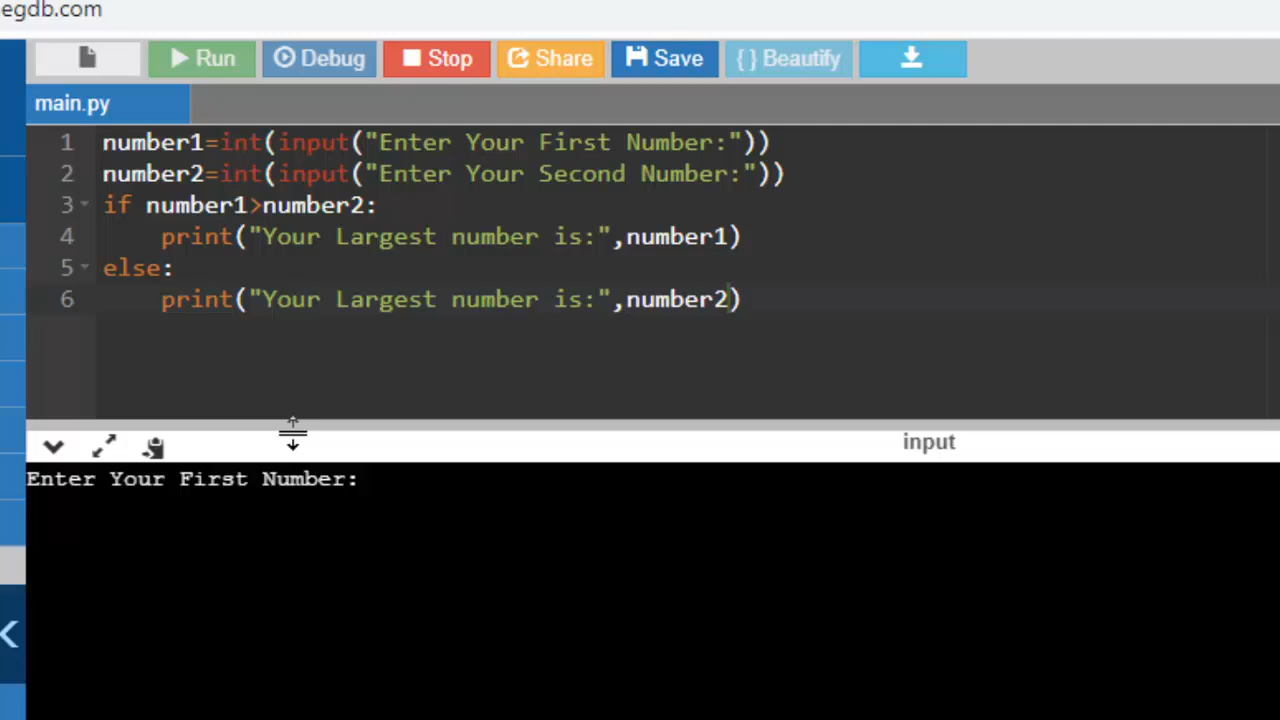 egdb.com
Run Debug Stop Share Save { } Beautify
main.py
1 number1=int(input("Enter Your First Number:"))
2 number2=int(input("Enter Your Second Number:"))
3 if number1>number2:
4     print("Your Largest number is:",number1)
5 else:
6     print("Your Largest number is:",number2)
input
Enter Your First Number: